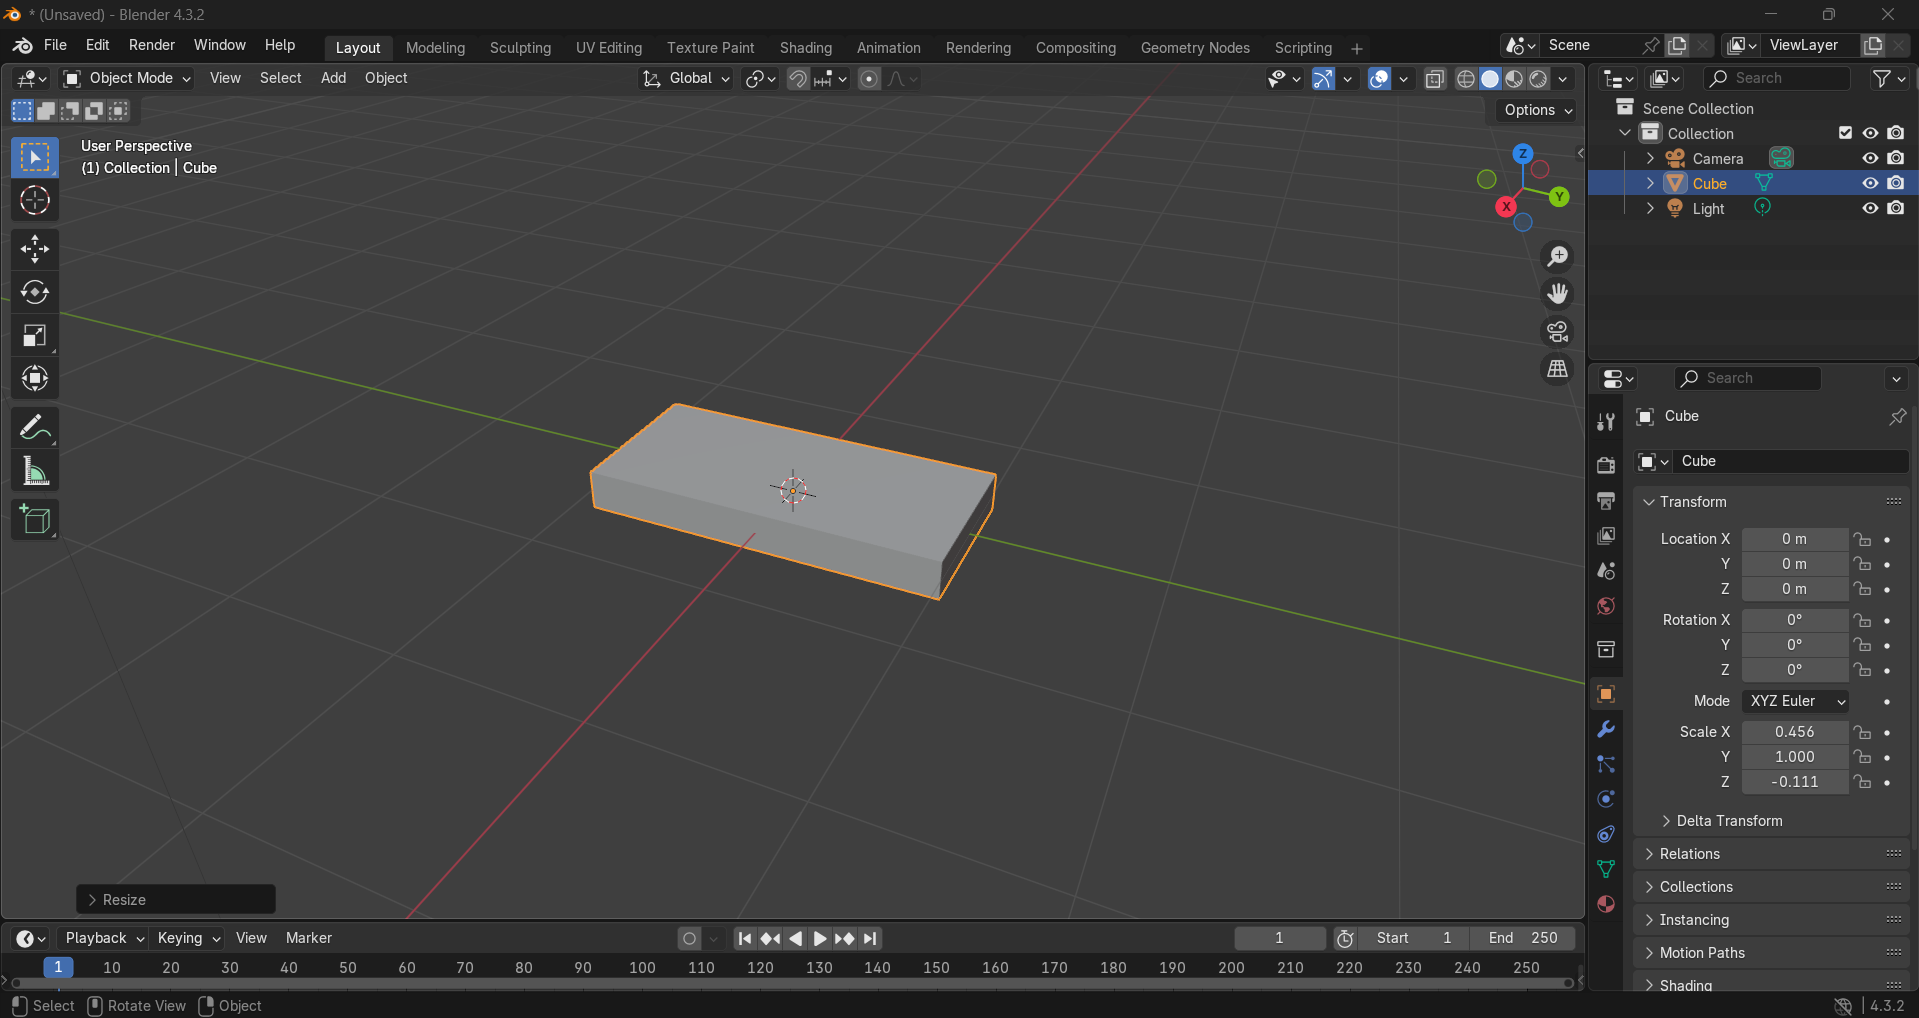 * (Unsaved) - Blender 4.3.2
File Edit Render Window Help Layout Modeling Sculpting UV Editing Texture Paint Shading Animation Rendering Compositing Geometry Nodes Scripting + Scene ViewLayer
Object Mode View Select Add Object Global Search
Options
User Perspective
(1) Collection | Cube
Z
Y
X
Scene Collection
Collection
Camera
Cube
Light
Search
Cube
Cube
Transform
Location X 0 m
Y 0 m
Z 0 m
Rotation X 0°
Y 0°
Z 0°
Mode XYZ Euler
Scale X 0.456
Y 1.000
Z -0.111
Delta Transform
Relations
Collections
Instancing
Motion Paths
Shading
Resize
Playback Keying View Marker 1 Start 1 End 250
1 10 20 30 40 50 60 70 80 90 100 110 120 130 140 150 160 170 180 190 200 210 220 230 240 250
Select Rotate View Object 4.3.2